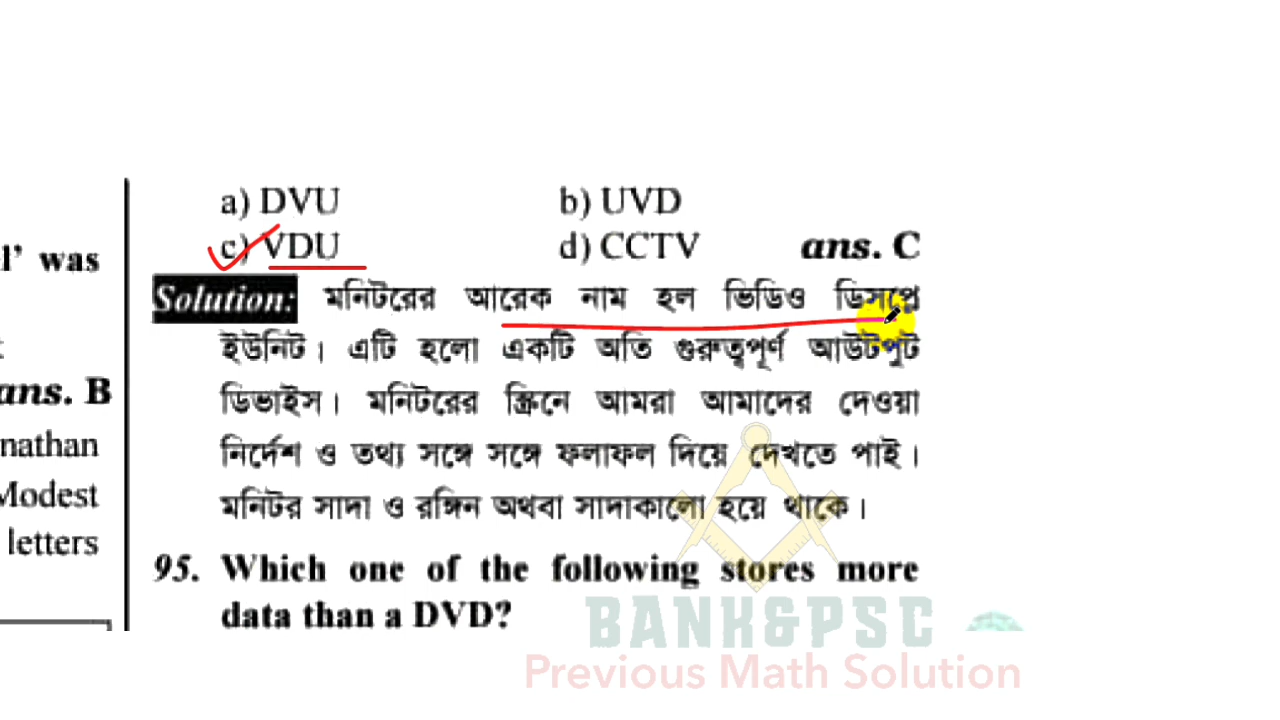 a) DVU b) UVD
c) VDU d) CCTV ans. C
l’ was
Solution: মনিটরের আরেক নাম হল ভিডিও ডিসপ্লে
ইউনিট। এটি হলো একটি অতি গুরুত্বপূর্ণ আউটপুট
ans. B
ডিভাইস। মনিটরের স্ক্রিনে আমরা আমাদের দেওয়া
nathan
নির্দেশ ও তথ্য সঙ্গে সঙ্গে ফলাফল দিয়ে দেখতে পাই।
Modest
মনিটর সাদা ও রঙ্গিন অথবা সাদাকালো হয়ে থাকে।
letters
95. Which one of the following stores more
data than a DVD?
BANK&PSC
Previous Math Solution